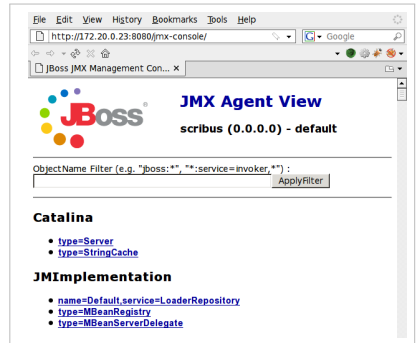 File Edit View History Bookmarks Tools Help
http://172.20.0.23:8080/jmx-console/ Google
JBoss JMX Management Con...
JBoss
JMX Agent View
scribus (0.0.0.0) - default
ObjectName Filter (e.g. "jboss:*", "*:service=invoker,*") :
ApplyFilter
Catalina
type=Server
type=StringCache
JMImplementation
name=Default,service=LoaderRepository
type=MBeanRegistry
type=MBeanServerDelegate